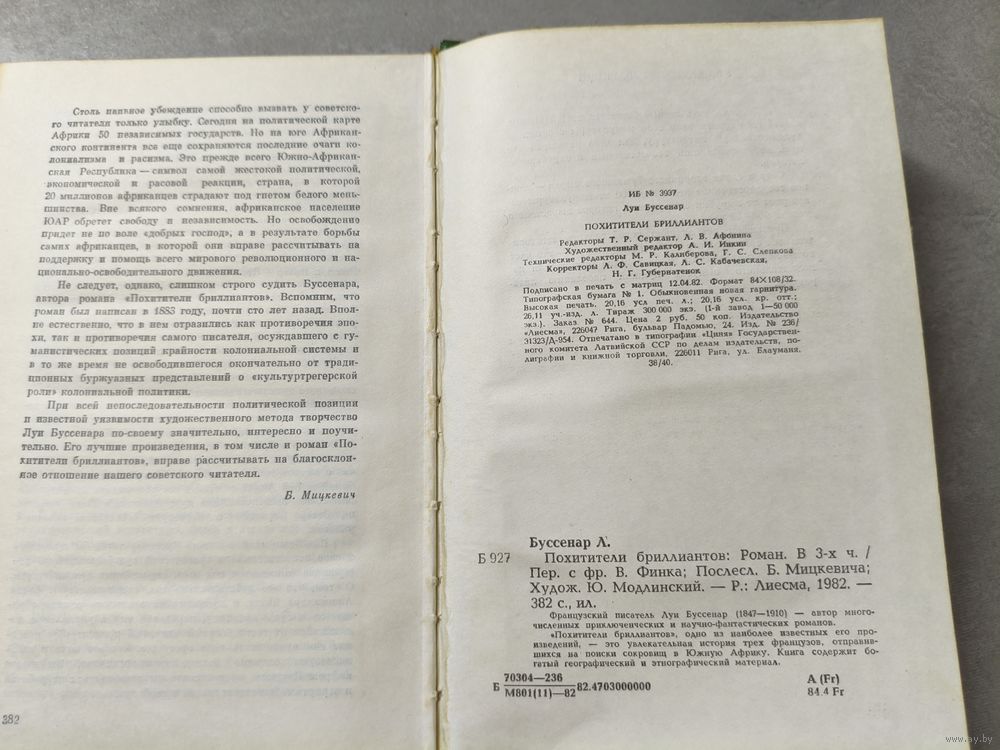 Столь наивное убеждение способно вызвать у советско-
го читателя только улыбку. Сегодня на политической карте
Африки 50 независимых государств. Но на юге Африкан-
ского континента все еще сохраняются последние очаги ко-
лониализма и расизма. Это прежде всего Южно-Африкан-
ская Республика — символ самой жестокой политической,
экономической и расовой реакции, страна, в которой
20 миллионов африканцев страдают под гнетом белого мень-
шинства. Вне всякого сомнения, африканское население
ЮАР обретет свободу и независимость. Но освобождение
придет не по воле «добрых господ», а в результате борьбы
самих африканцев, в которой они вправе рассчитывать на
поддержку и помощь всего мирового революционного и на-
ционально-освободительного движения.
Не следует, однако, слишком строго судить Буссенара,
автора романа «Похитители бриллиантов». Вспомним, что
роман был написан в 1883 году, почти сто лет назад. Впол-
не естественно, что в нем отразились как противоречия эпо-
хи, так и противоречия самого писателя, осуждавшего с гу-
манистических позиций крайности колониальной системы и
в то же время не освободившегося окончательно от тради-
ционных буржуазных представлений о «культуртрегерской
роли» колониальной политики.
При всей непоследовательности политической позиции
и известной уязвимости художественного метода творчество
Луи Буссенара по-своему значительно, интересно и поучи-
тельно. Его лучшие произведения, в том числе и роман «По-
хитители бриллиантов», вправе рассчитывать на благосклон-
ное отношение нашего советского читателя.
Б. Мицкевич
382
ИБ № 3937
Луи Буссенар
ПОХИТИТЕЛИ БРИЛЛИАНТОВ
Редакторы Т. Р. Сержант, Л. В. Афонина
Художественный редактор А. И. Инкин
Технические редакторы М. Р. Калиберова, Г. С. Слепкова
Корректоры Л. Ф. Савицкая, Л. С. Кабачевская,
Н. Г. Губернатенок
Подписано в печать с матриц 12.04.82. Формат 84×108/32.
Типографская бумага № 1. Обыкновенная новая гарнитура.
Высокая печать. 20,16 усл печ. л.; 20,16 усл. кр. отт.;
26,11 уч.-изд. л. Тираж 300 000 экз. (1-й завод 1—50 000
экз.). Заказ № 644. Цена 2 руб. 50 коп. Издательство
«Лиесма», 226047 Рига, бульвар Падомью, 24. Изд. № 236/
31323/Д-954. Отпечатано в типографии «Циня» Государствен-
ного комитета Латвийской ССР по делам издательств, по-
лиграфии и книжной торговли, 226011 Рига, ул. Блауманя,
38/40.
Буссенар Л.
Б 927 Похитители бриллиантов: Роман. В 3-х ч. /
Пер. с фр. В. Финка; Послесл. Б. Мицкевича;
Худож. Ю. Модлинский. — Р.: Лиесма, 1982. —
382 с., ил.
Французский писатель Луи Буссенар (1847—1910) — автор много-
численных приключенческих и научно-фантастических романов.
«Похитители бриллиантов», одно из наиболее известных его про-
изведений, — это увлекательная история трех французов, отправив-
шихся на поиски сокровищ в Южную Африку. Книга содержит бо-
гатый географический и этнографический материал.
Б 70304—236
М801(11)—82 82.4703000000
А (Fr)
84.4 Fr
www.ay.by